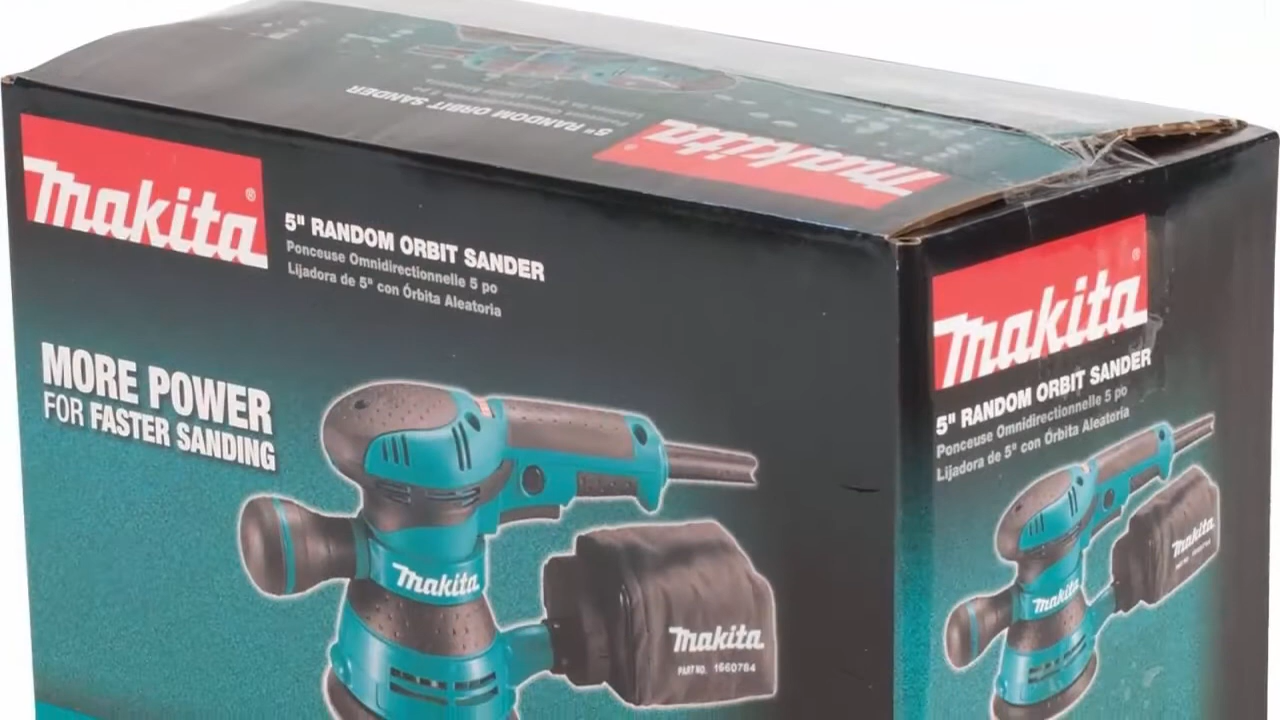 makita®
5" RANDOM ORBIT SANDER
Ponceuse Omnidirectionnelle 5 po
Lijadora de 5" con Órbita Aleatoria
MORE POWER
FOR FASTER SANDING
makita
makita
PART NO. 1660764
makita
5" RANDOM ORBIT SANDER
makita®
5" RANDOM ORBIT SANDER
Ponceuse Omnidirectionnelle 5 po
Lijadora de 5" con Órbita Aleatoria
makita
makita